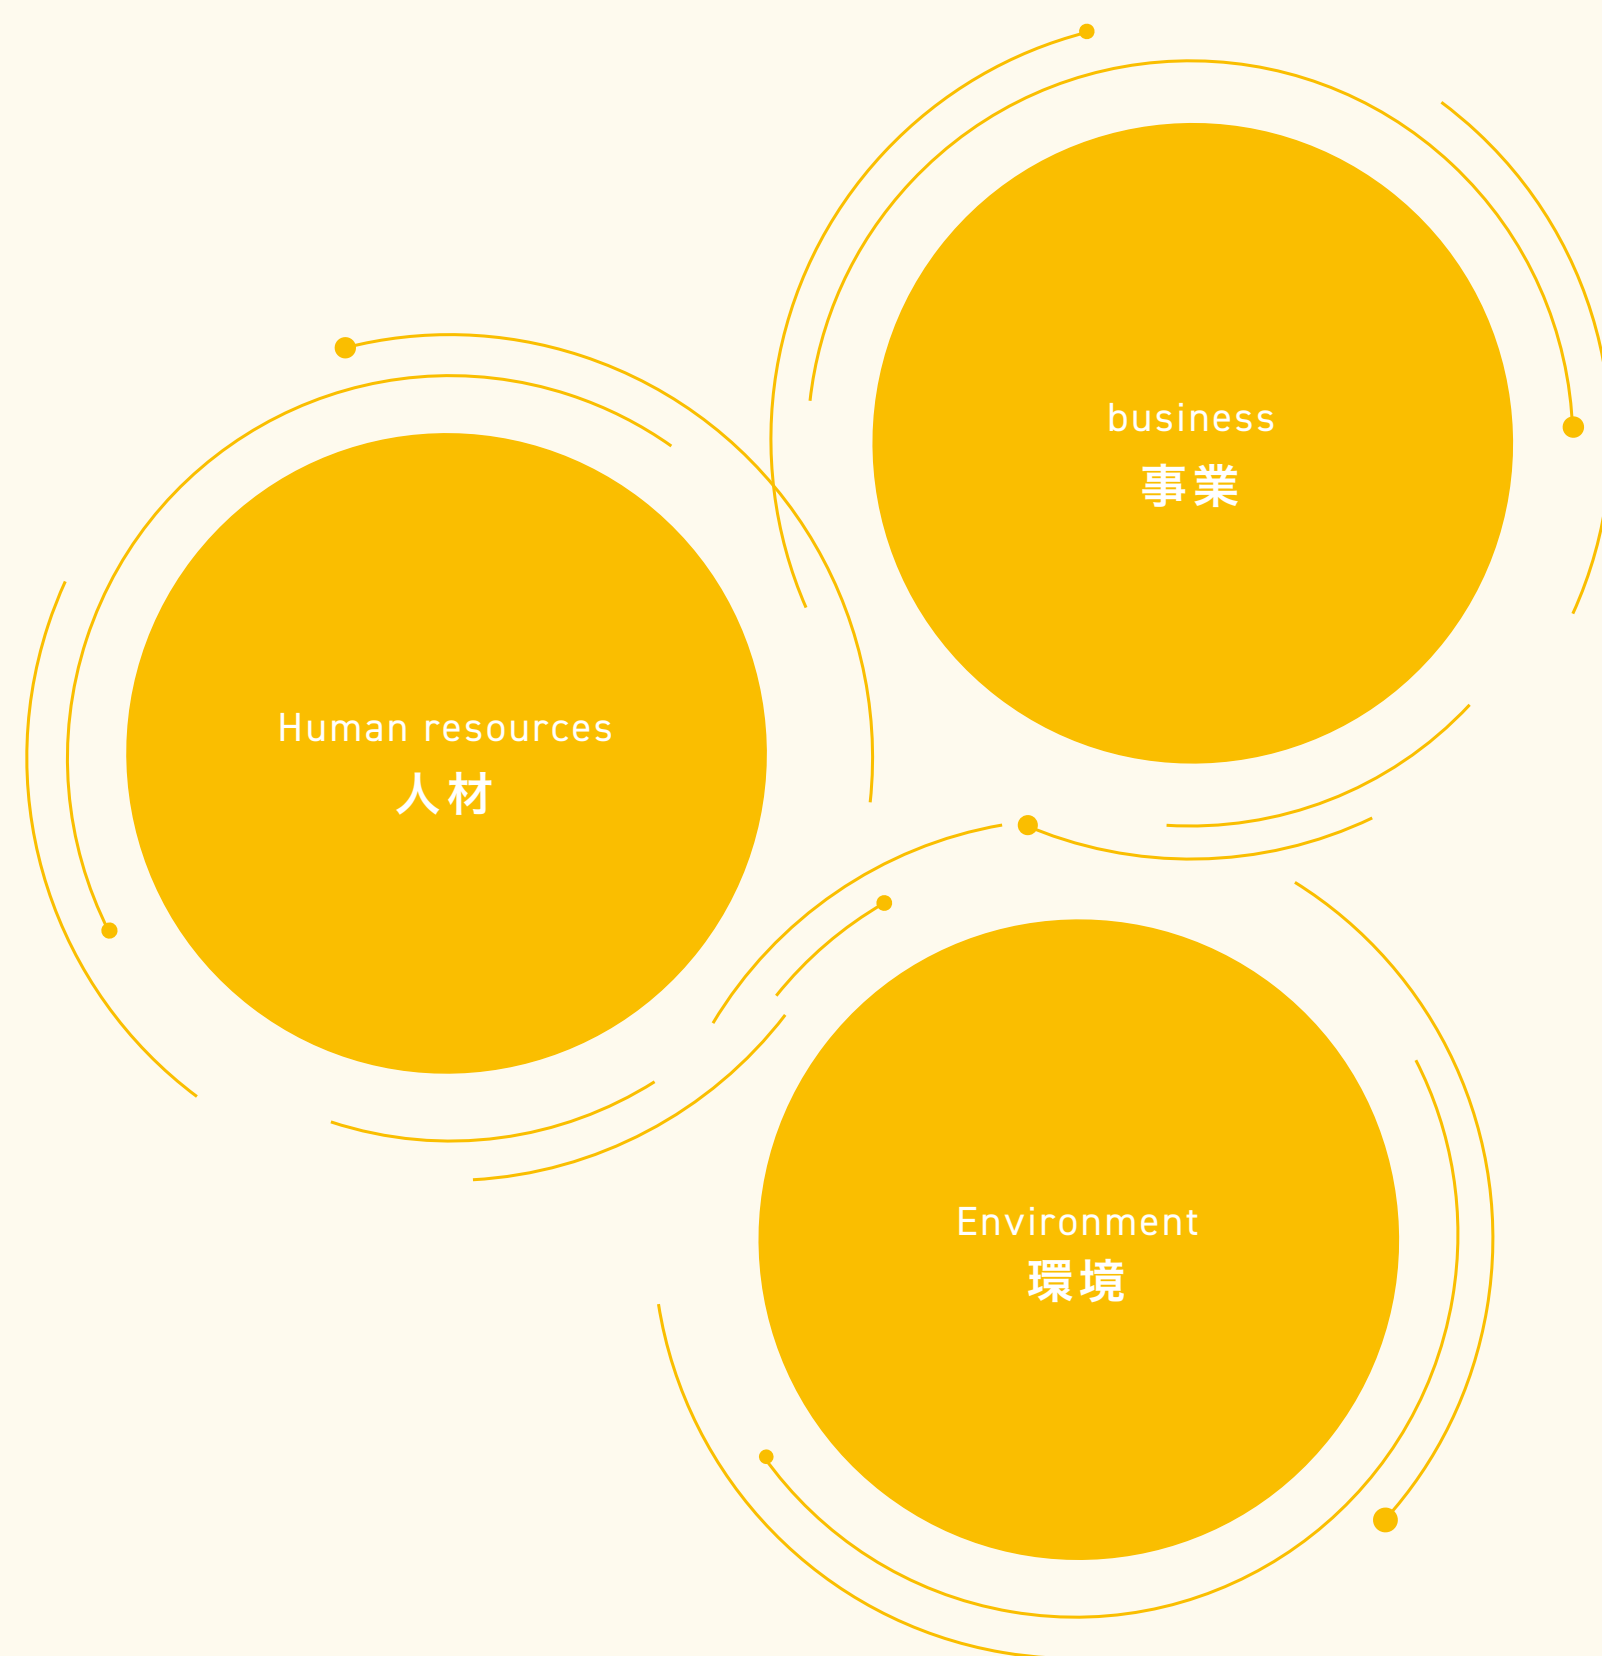 business
事業
Human resources
人材
Environment
環境